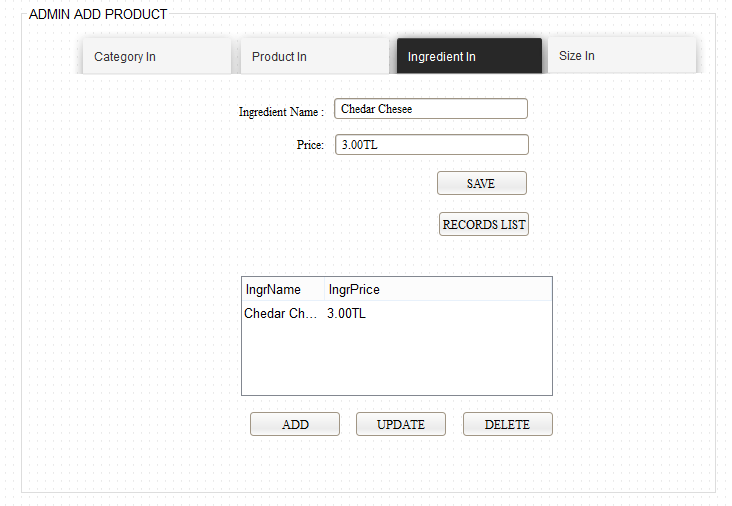 ADMIN ADD PRODUCT
Category In Product In Ingredient In Size In
Ingredient Name : Chedar Chesee
Price: 3.00TL
SAVE
RECORDS LIST
IngrName IngrPrice
Chedar Ch... 3.00TL
ADD UPDATE DELETE